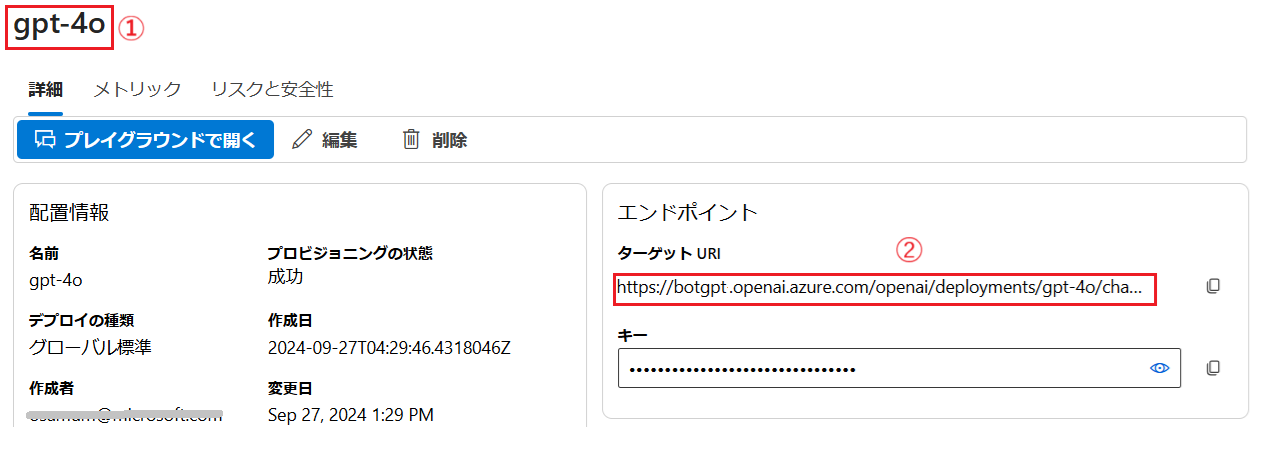 gpt-4o ①
詳細 メトリック リスクと安全性
プレイグラウンドで開く 編集 削除
配置情報
名前 プロビジョニングの状態
gpt-4o 成功
デプロイの種類 作成日
グローバル標準 2024-09-27T04:29:46.4318046Z
作成者 変更日
@microsoft.com Sep 27, 2024 1:29 PM
エンドポイント
ターゲット URI ②
https://botgpt.openai.azure.com/openai/deployments/gpt-4o/cha...
キー
••••••••••••••••••••••••••••••••